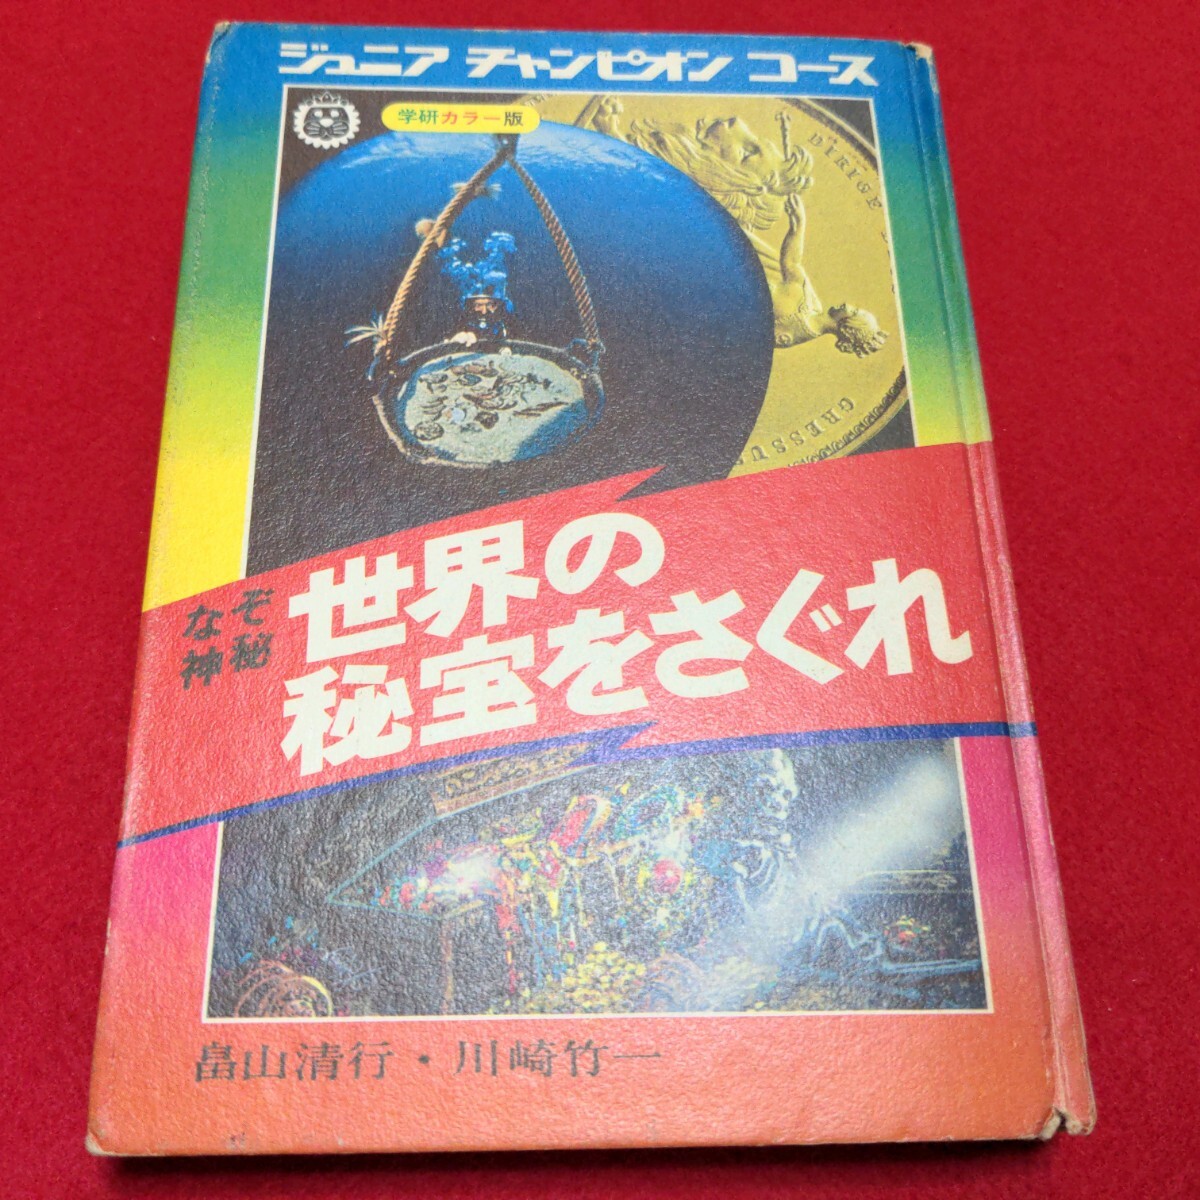 ジュニア チャンピオン コース
学研カラー版
DIRIGE
GRESSU
なぞ
神秘
世界の
秘宝をさぐれ
畠山清行・川崎竹一